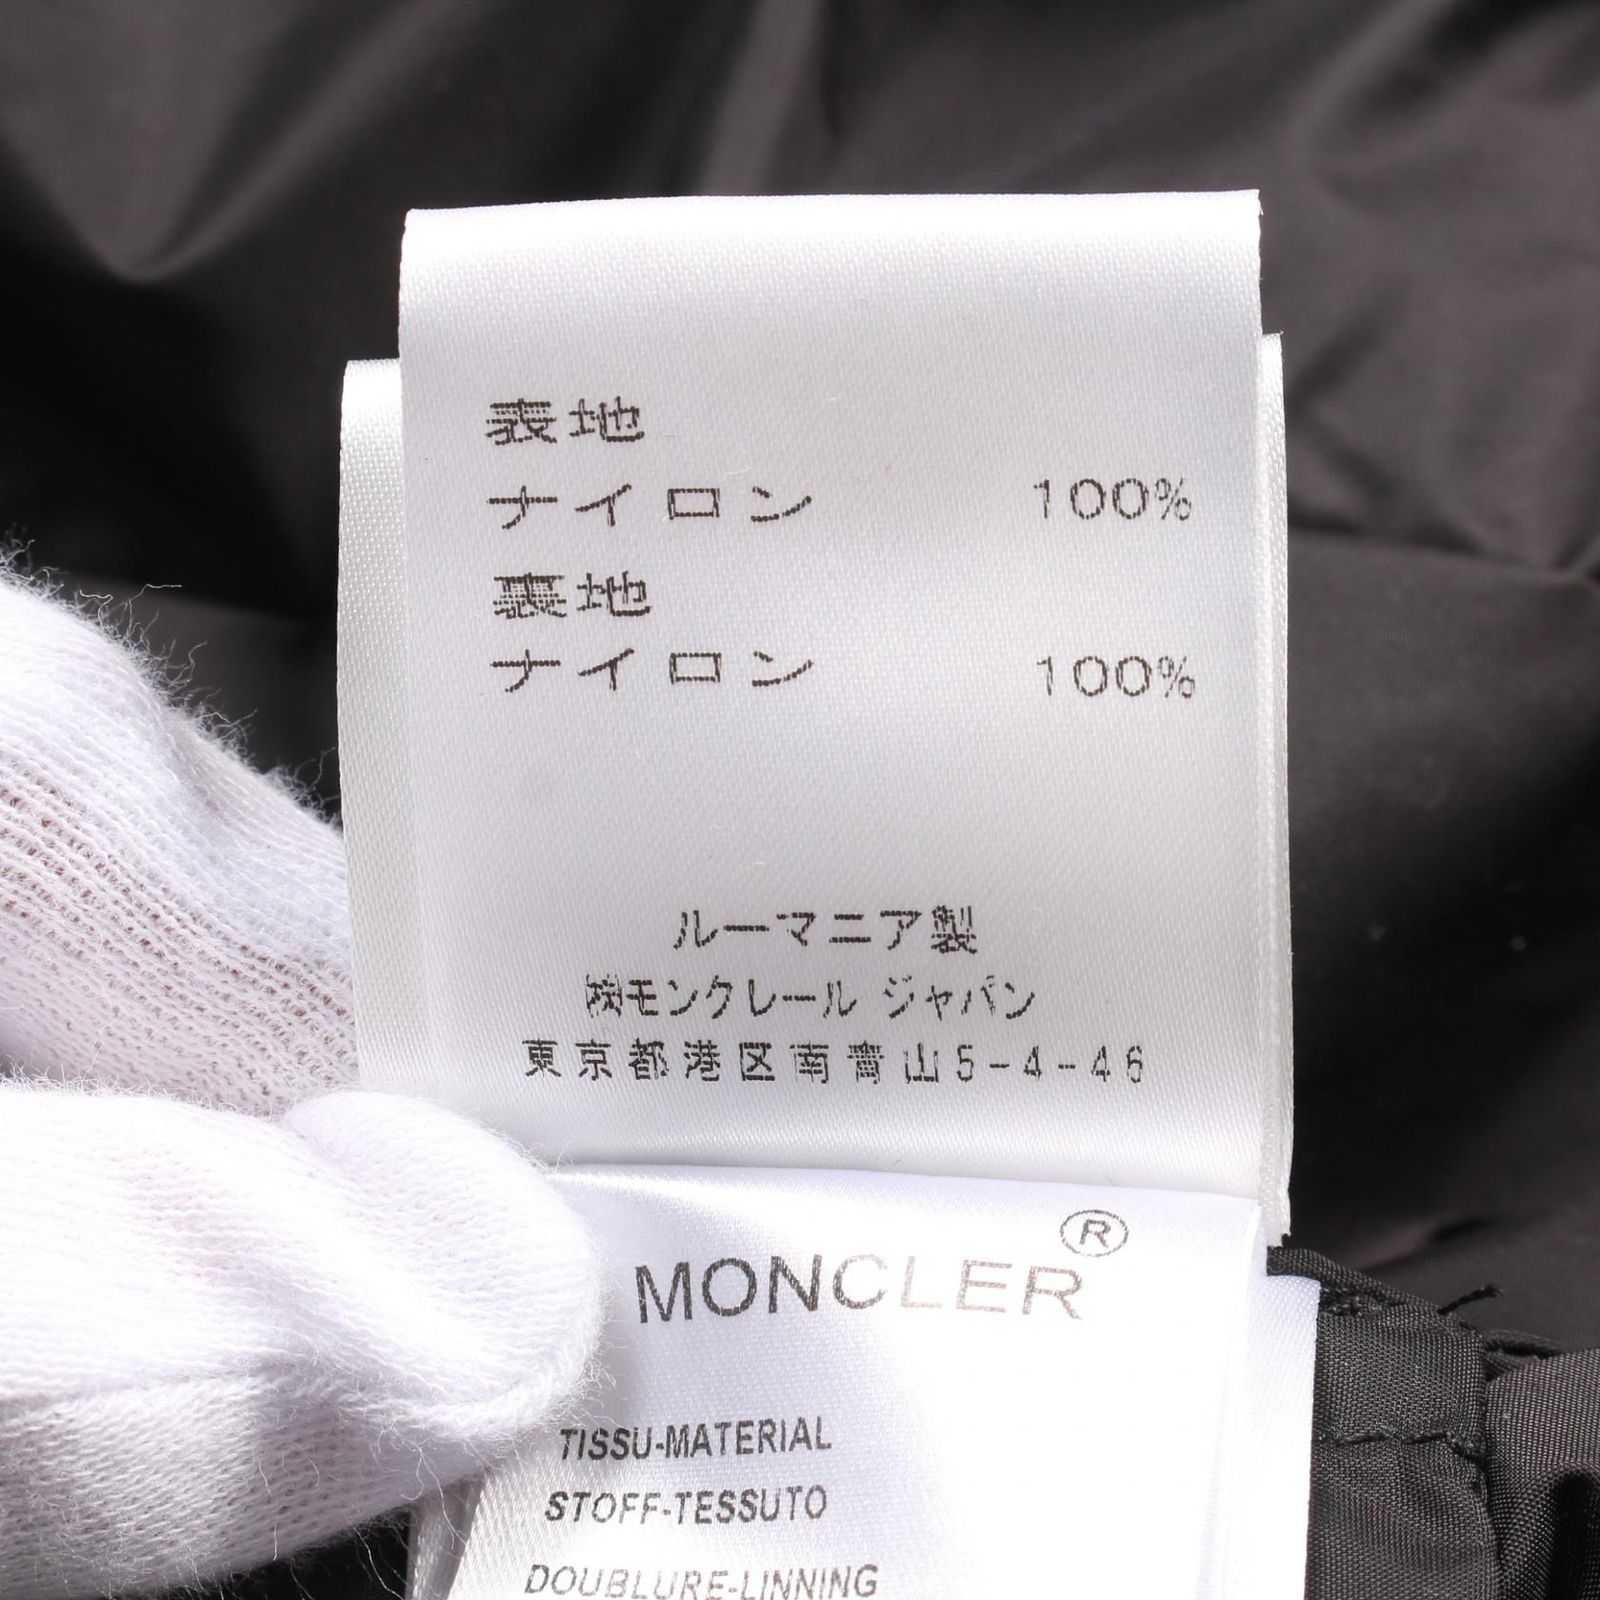 表地
ナイロン 100%
裏地
ナイロン 100%
ルーマニア製
㈱モンクレール ジャパン
東京都港区南青山5-4-46
MONCLER®
TISSU-MATERIAL
STOFF-TESSUTO
DOUBLURE-LINNING